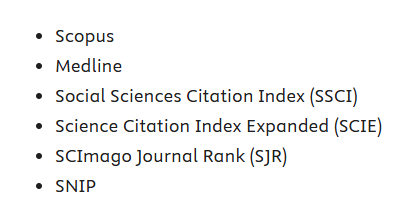 Scopus
Medline
Social Sciences Citation Index (SSCI)
Science Citation Index Expanded (SCIE)
SCImago Journal Rank (SJR)
SNIP